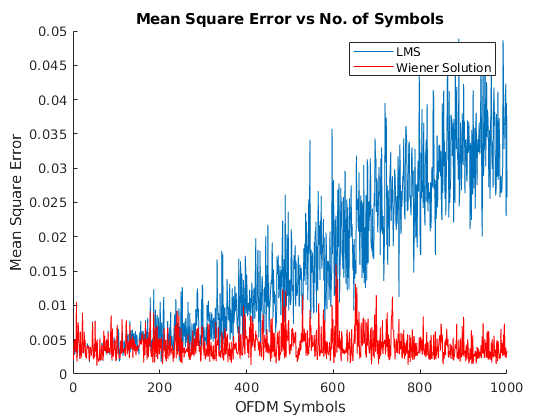 Mean Square Error vs No. of Symbols
0.05
0.045
0.04
0.035
0.03
0.025
0.02
0.015
0.01
0.005
0
Mean Square Error
LMS
Wiener Solution
0 200 400 600 800 1000
OFDM Symbols